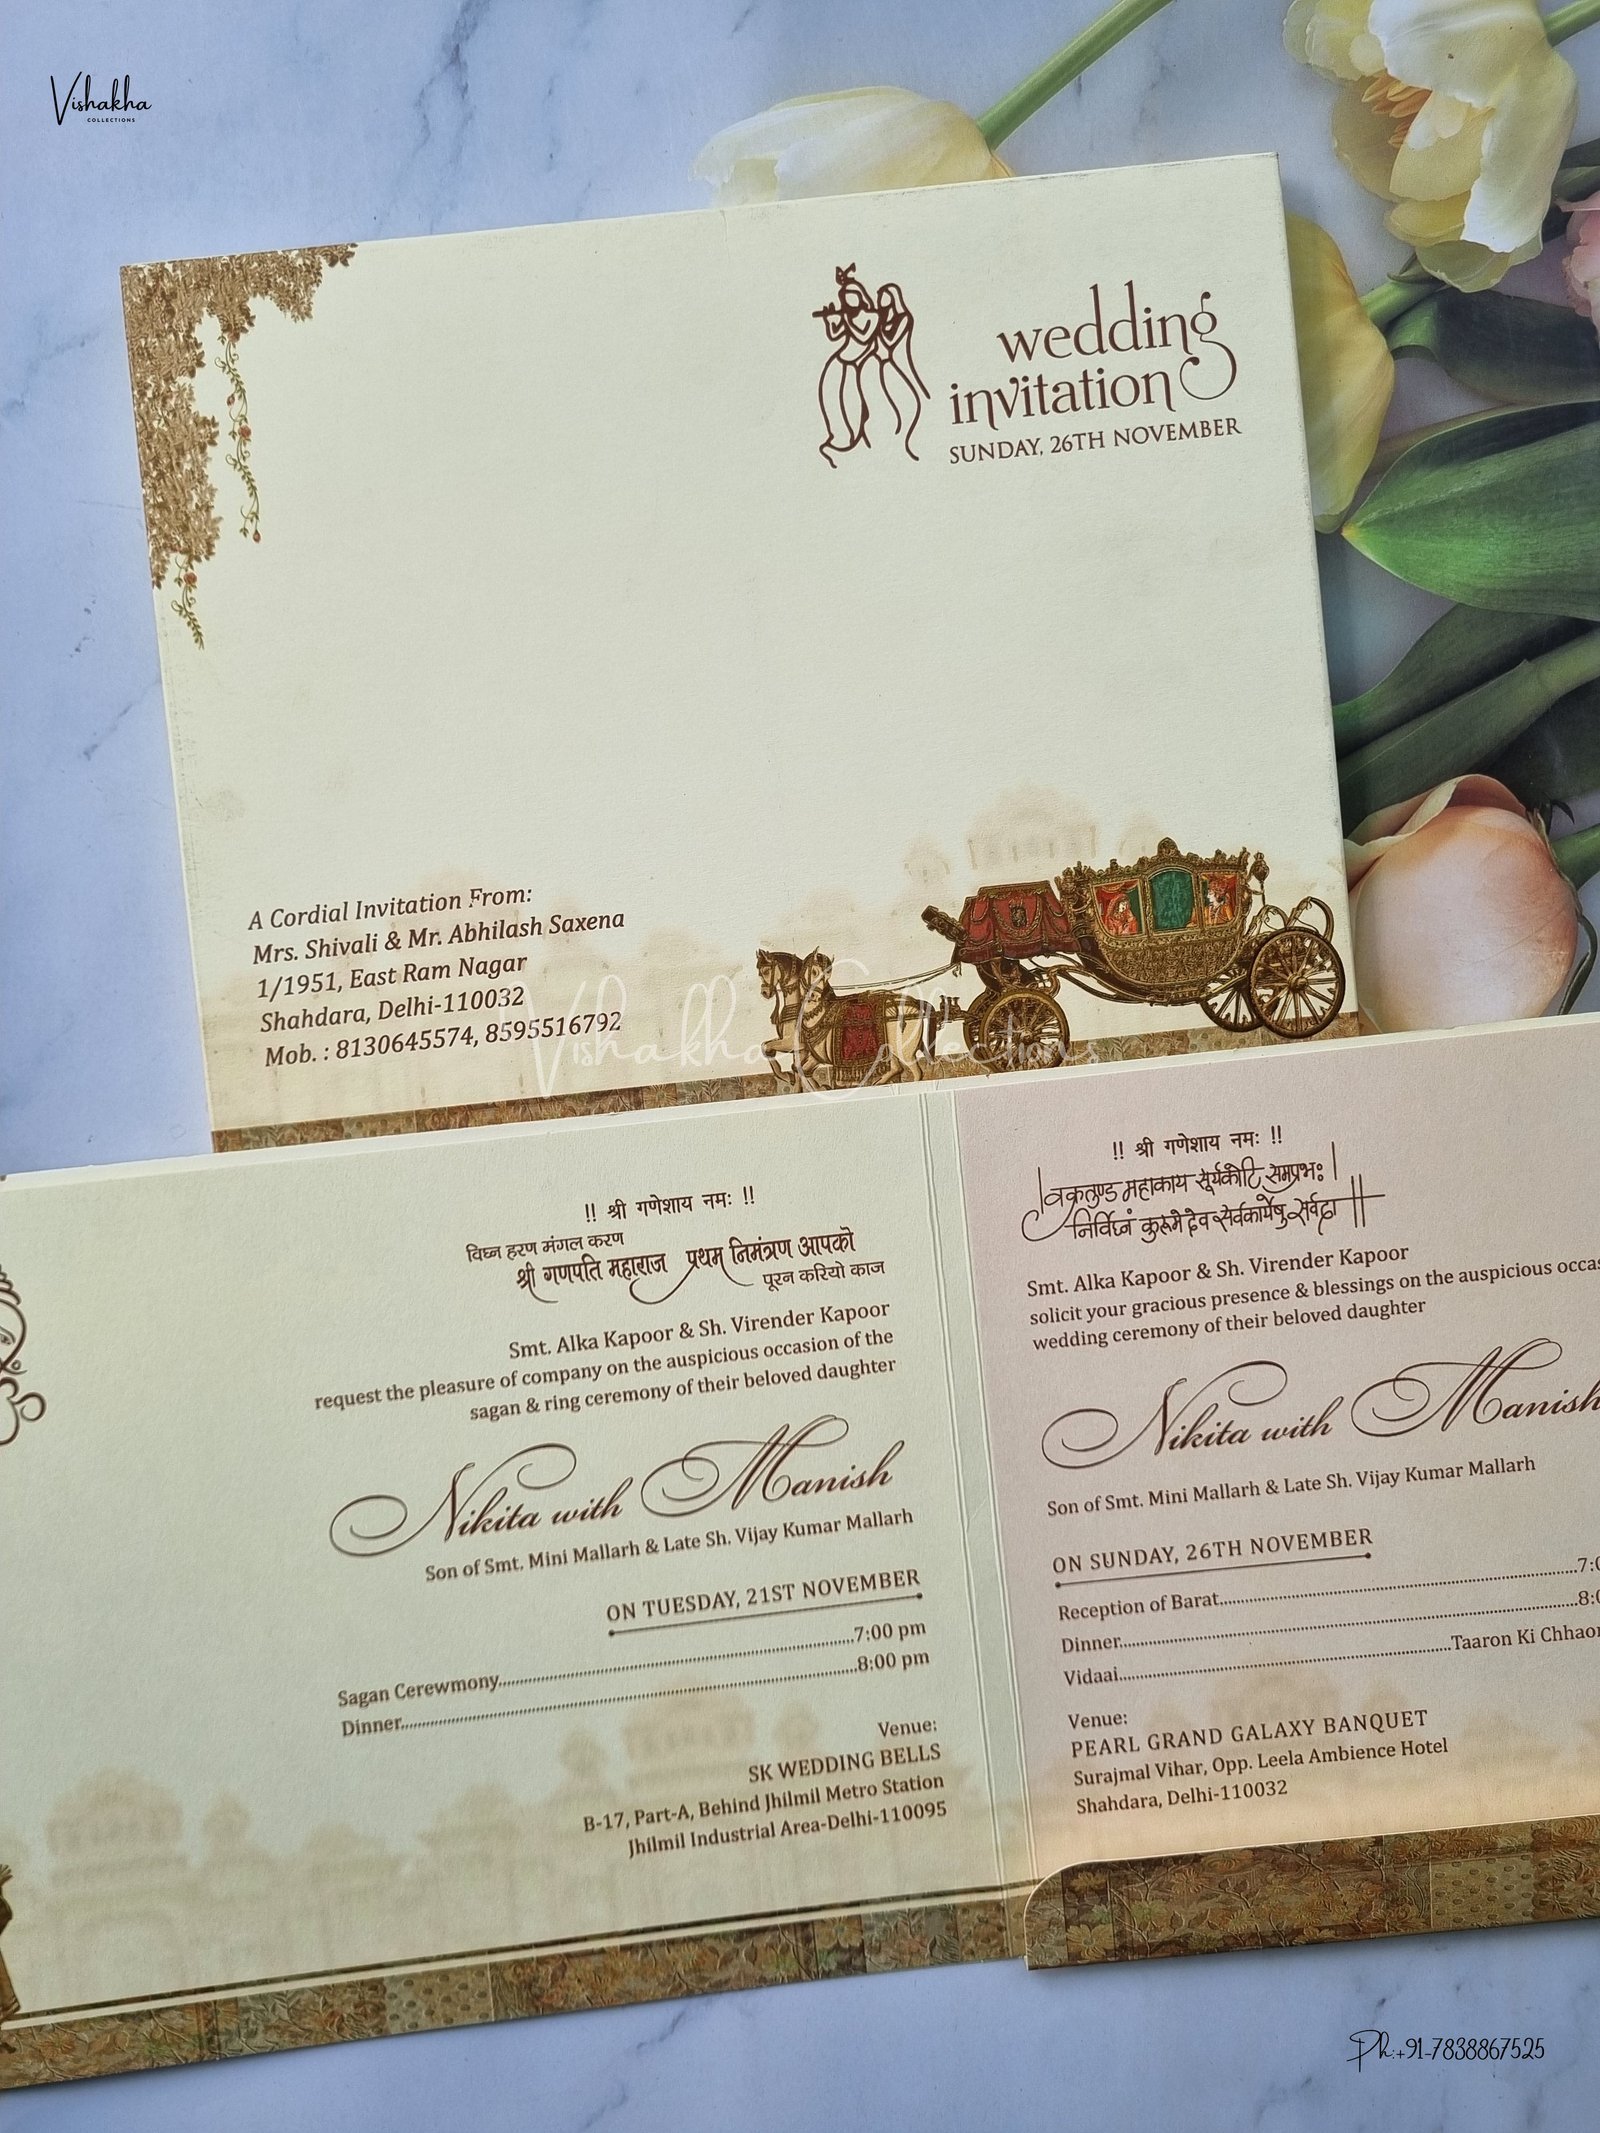 Vishakha
COLLECTIONS
wedding
invitation
SUNDAY, 26TH NOVEMBER
A Cordial Invitation From:
Mrs. Shivali & Mr. Abhilash Saxena
1/1951, East Ram Nagar
Shahdara, Delhi-110032
Mob. : 8130645574, 8595516792
Vishakha Collections
!! श्री गणेशाय नमः !!
विघ्न हरण मंगल करण
श्री गणपति महाराज प्रथम निमंत्रण आपको
पूरन करियो काज
Smt. Alka Kapoor & Sh. Virender Kapoor
request the pleasure of company on the auspicious occasion of the
sagan & ring ceremony of their beloved daughter
Nikita with Manish
Son of Smt. Mini Mallarh & Late Sh. Vijay Kumar Mallarh
ON TUESDAY, 21ST NOVEMBER
Sagan Cerewmony..........7:00 pm
Dinner..........8:00 pm
Venue:
SK WEDDING BELLS
B-17, Part-A, Behind Jhilmil Metro Station
Jhilmil Industrial Area-Delhi-110095
!! श्री गणेशाय नमः !!
|वक्रतुण्ड महाकाय सूर्यकोटि समप्रभः|
निर्विघ्नं कुरूमे देव सर्वकार्येषु सर्वदा ||
Smt. Alka Kapoor & Sh. Virender Kapoor
solicit your gracious presence & blessings on the auspicious
wedding ceremony of their beloved daughter
Nikita with Manish
Son of Smt. Mini Mallarh & Late Sh. Vijay Kumar Mallarh
ON SUNDAY, 26TH NOVEMBER
Reception of Barat..........
Dinner..........
Vidaai..........Taaron Ki
Venue:
PEARL GRAND GALAXY BANQUET
Surajmal Vihar, Opp. Leela Ambience Hotel
Shahdara, Delhi-110032
Ph:+91-7838867525